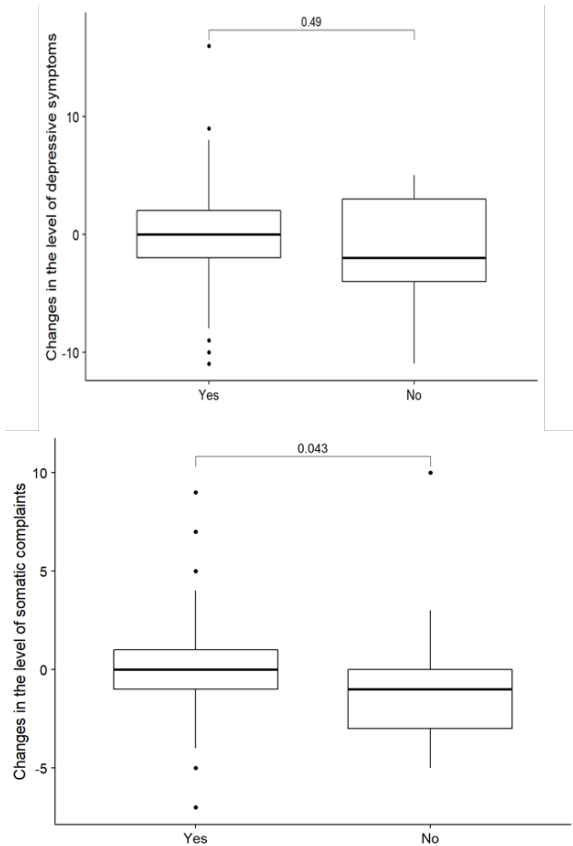 0.49
Changes in the level of depressive symptoms
10
0
-10
Yes No
0.043
Changes in the level of somatic complaints
10
5
0
-5
Yes No